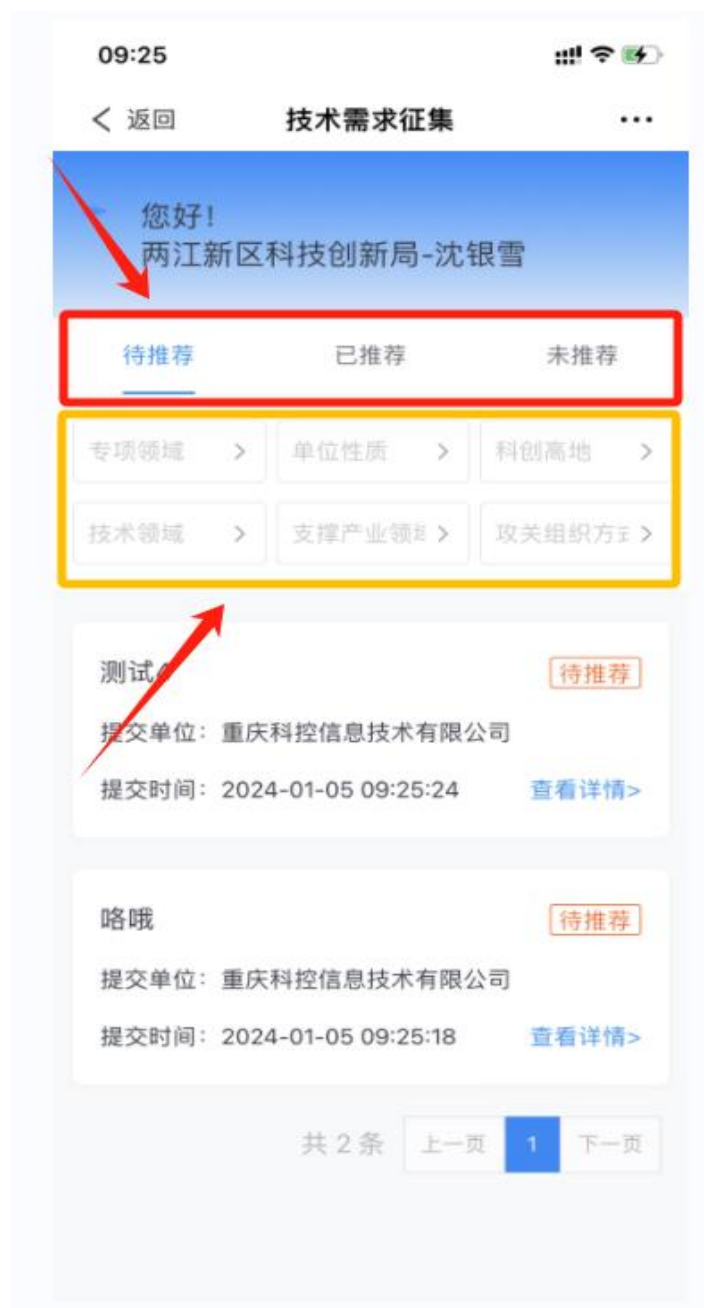 09:25
< 返回 技术需求征集 ...
您好!
两江新区科技创新局-沈银雪
待推荐 已推荐 未推荐
专项领域 > 单位性质 > 科创高地 >
技术领域 > 支撑产业领 > 攻关组织方 >
测试 待推荐
提交单位：重庆科控信息技术有限公司
提交时间：2024-01-05 09:25:24 查看详情>
咯哦 待推荐
提交单位：重庆科控信息技术有限公司
提交时间：2024-01-05 09:25:18 查看详情>
共 2 条 上一页 1 下一页